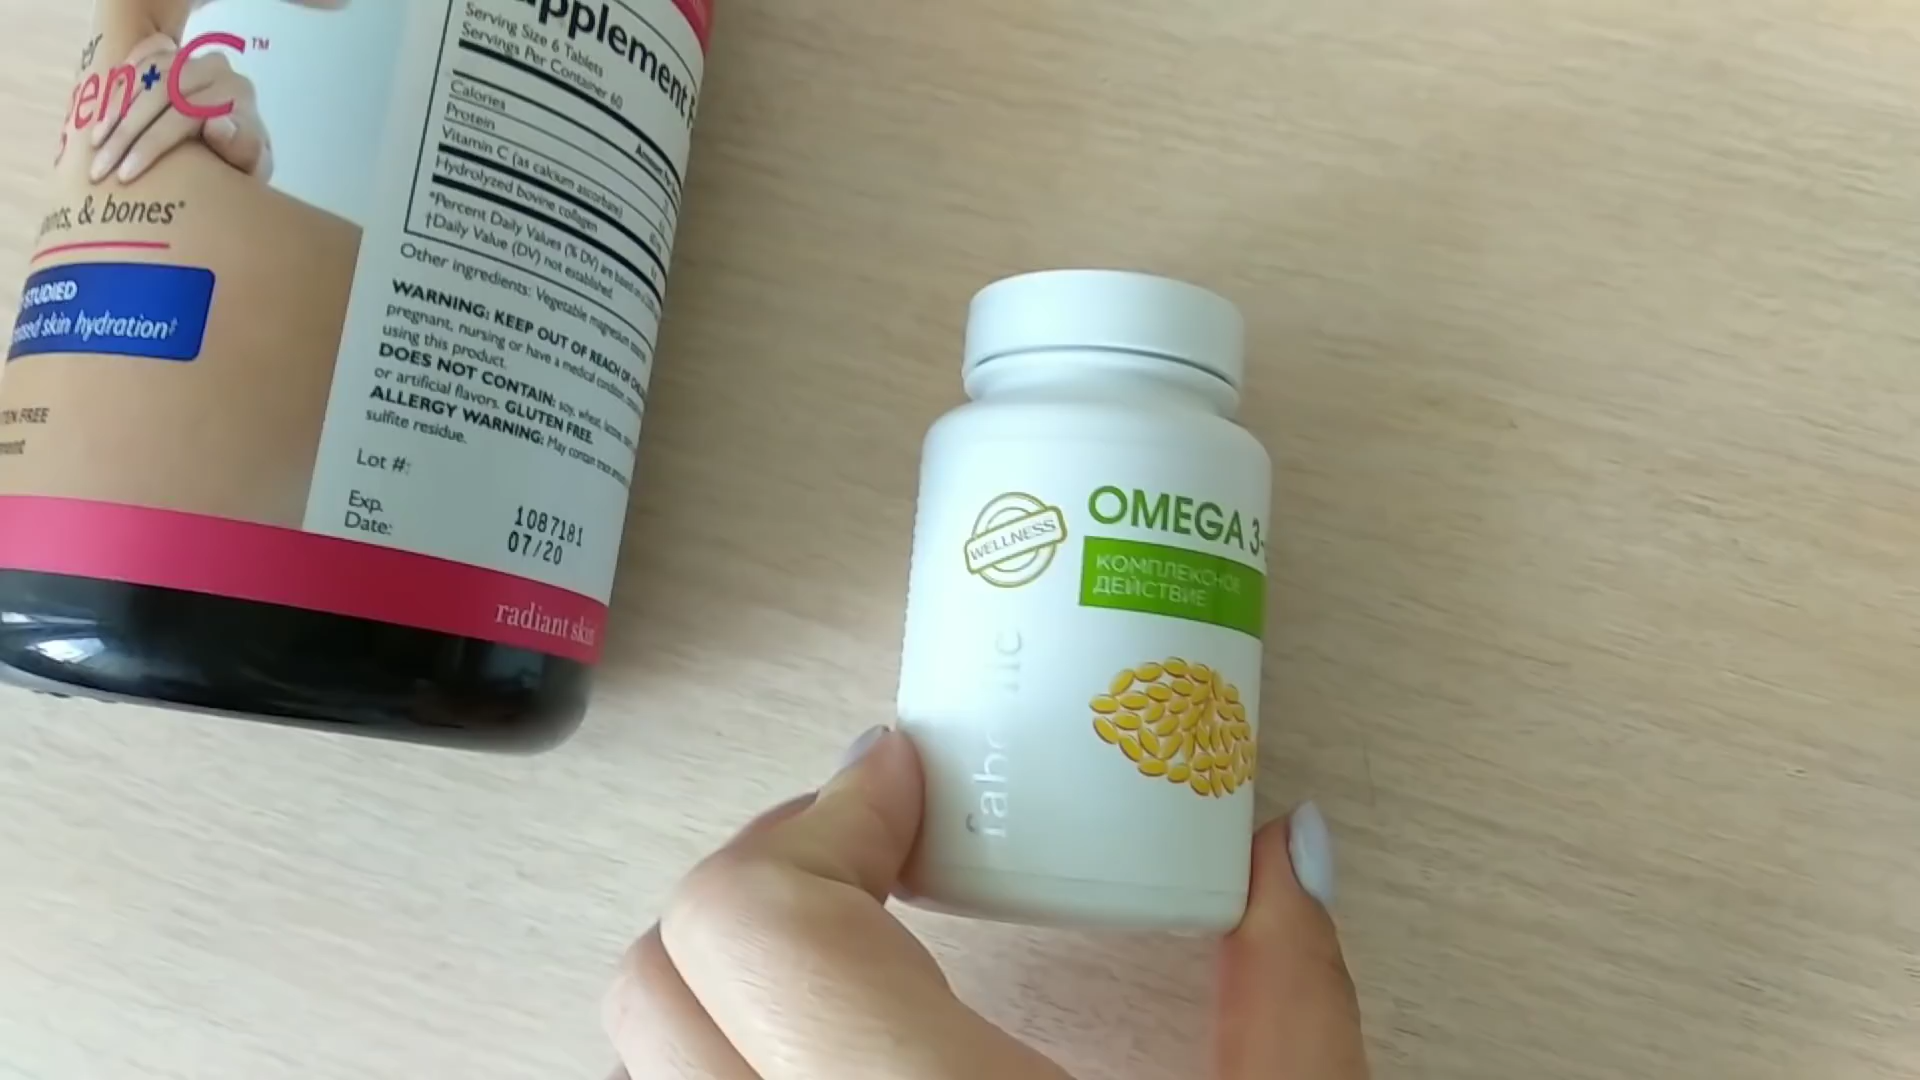 gen+C™
& bones*
STUDIED
skin hydration‡
FREE
Supplement
Serving Size 6 Tablets
Servings Per Container 60
Calories
Protein
Vitamin C (as calcium ascorbate)
Hydrolyzed bovine collagen
*Percent Daily Values (% DV) are based on a
†Daily Value (DV) not established.
Other ingredients: Vegetable magnesium
WARNING: KEEP OUT OF REACH OF
pregnant, nursing or have a medical condition,
using this product.
DOES NOT CONTAIN: soy, wheat,
or artificial flavors. GLUTEN FREE.
ALLERGY WARNING: May contain
sulfite residue.
Lot #:
1087181
Exp.
Date:
07/20
radiant skin
WELLNESS
OMEGA 3-
КОМПЛЕКСНОЕ
ДЕЙСТВИЕ